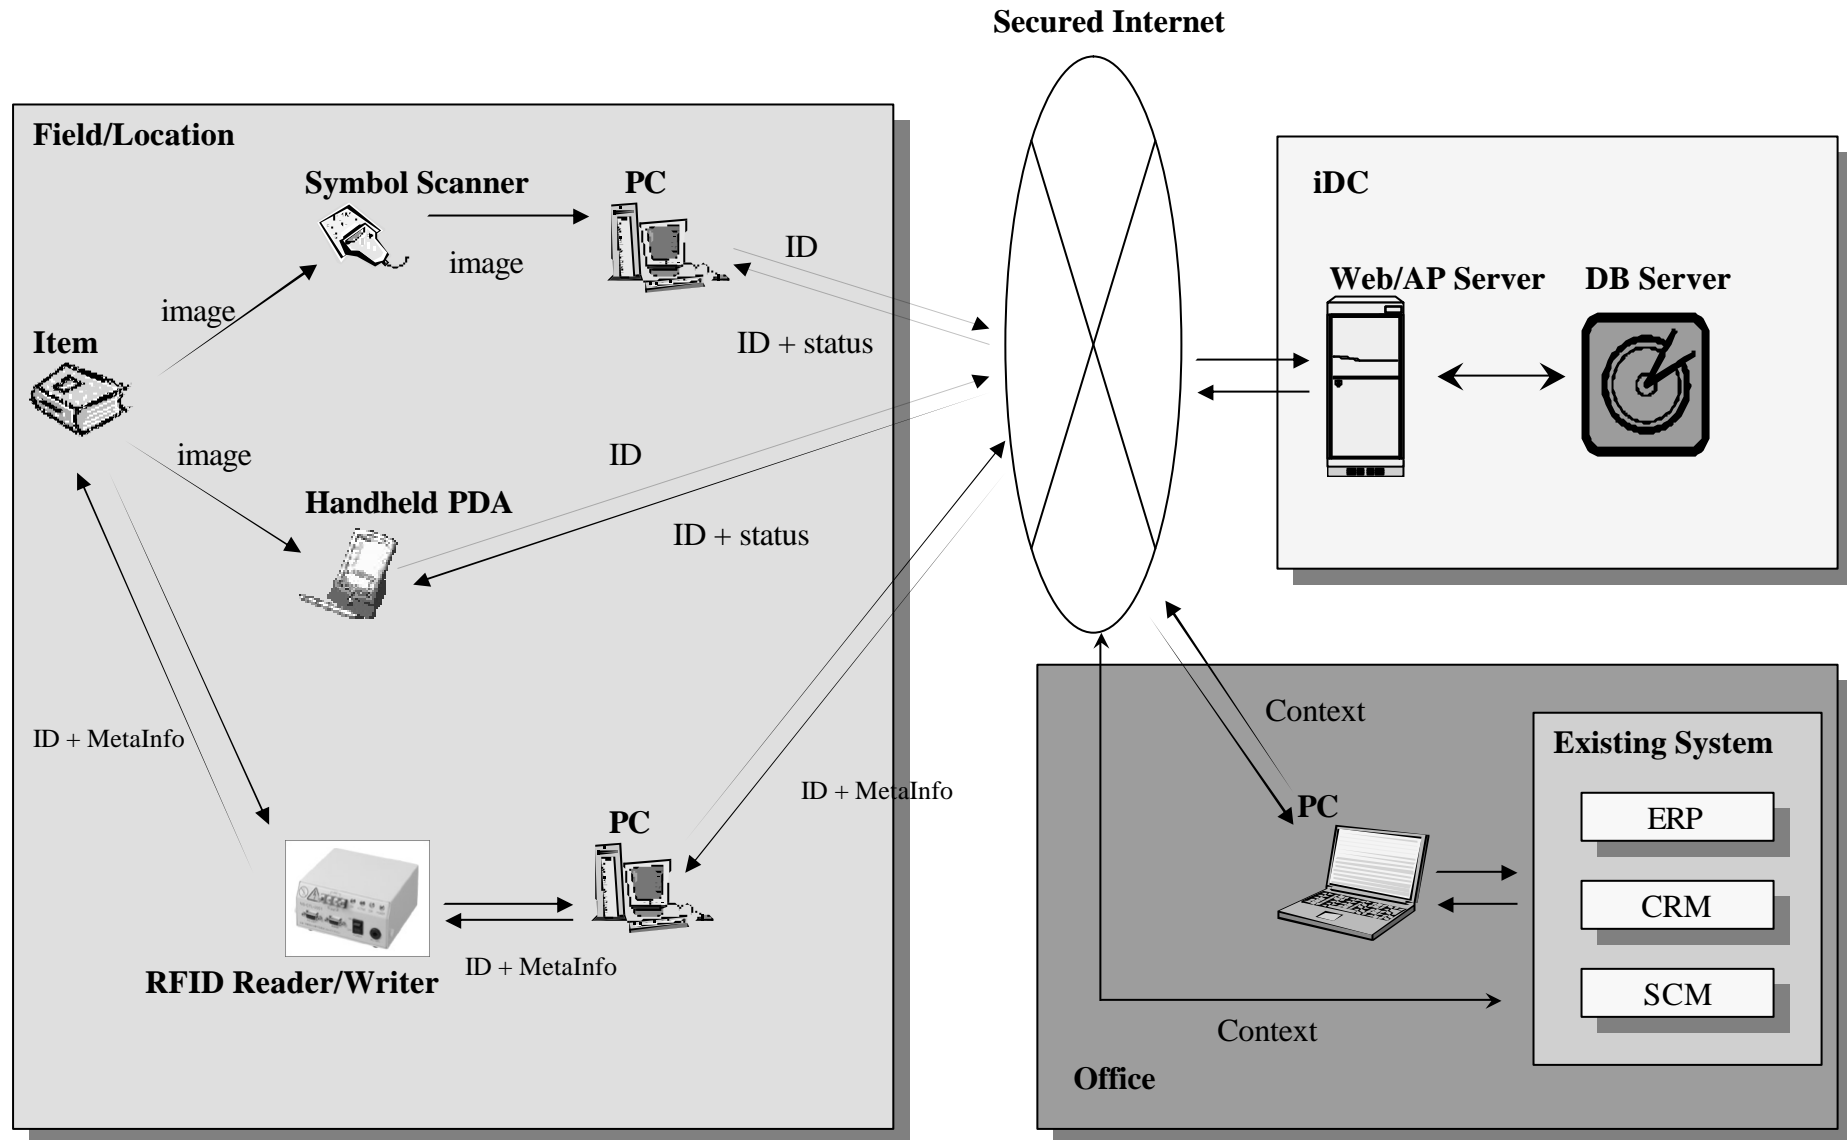 Secured Internet
Field/Location
Symbol Scanner
PC
image
image
ID
ID + status
Item
image
Handheld PDA
ID
ID + status
ID + MetaInfo
RFID Reader/Writer
ID + MetaInfo
PC
ID + MetaInfo
iDC
Web/AP Server
DB Server
Context
PC
Existing System
ERP
CRM
SCM
Context
Office